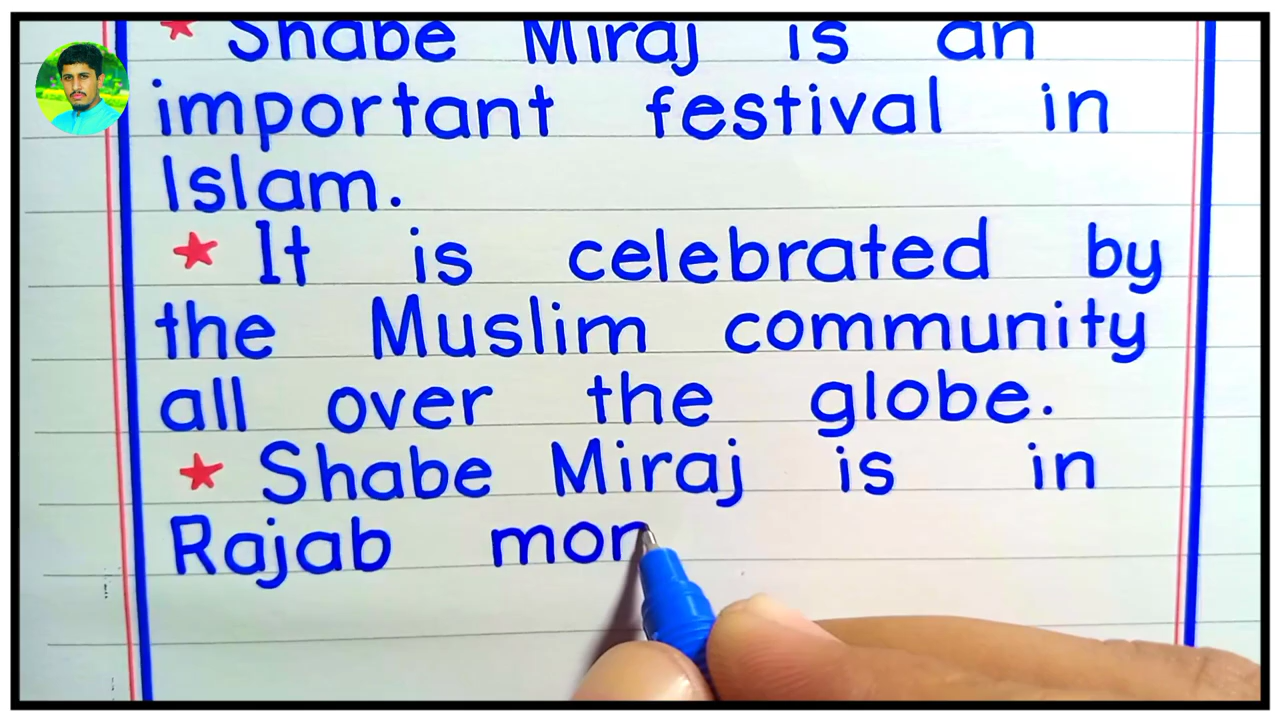 Shabe Miraj is an
important festival in
Islam.
It is celebrated by
the Muslim community
all over the globe.
Shabe Miraj is in
Rajab mon